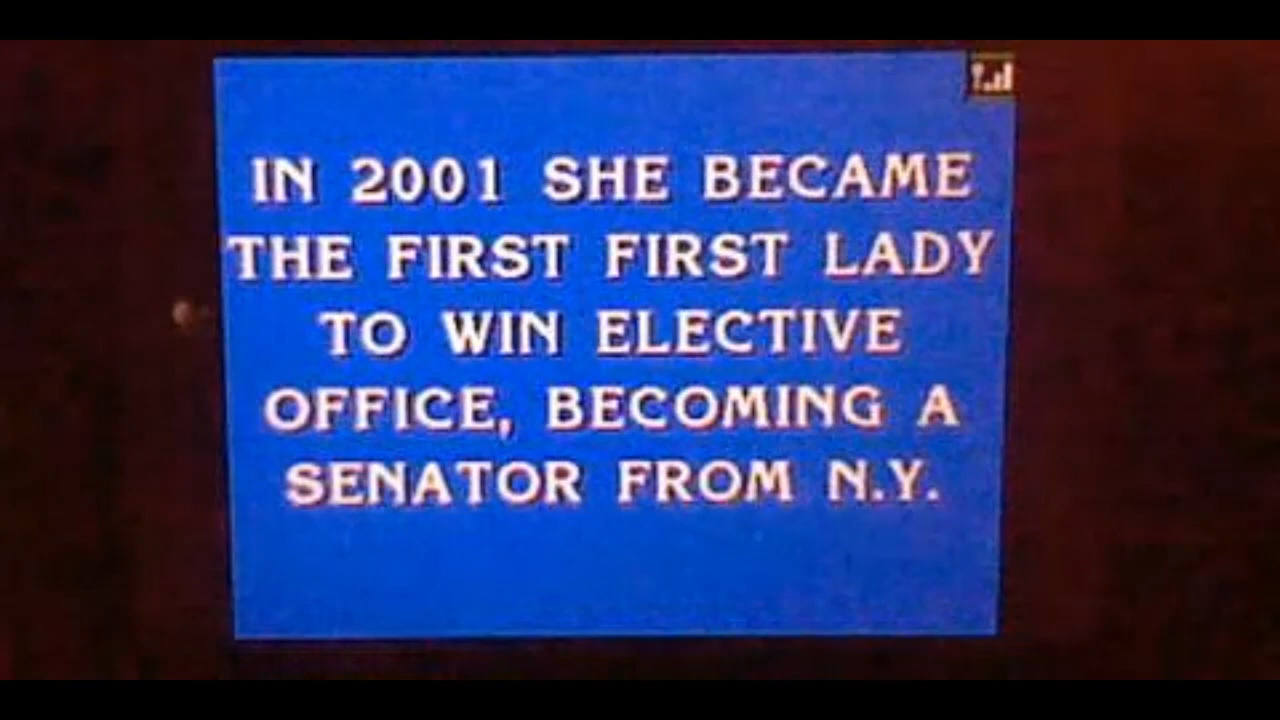 IN 2001 SHE BECAME
THE FIRST FIRST LADY
TO WIN ELECTIVE
OFFICE, BECOMING A
SENATOR FROM N.Y.